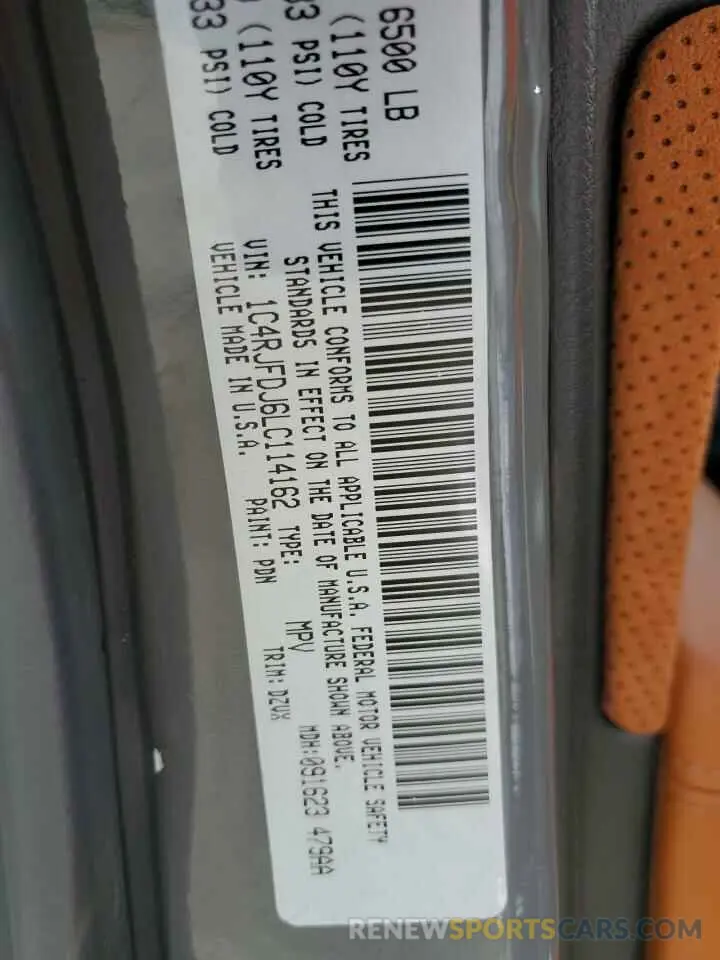 6500 LB
(110Y TIRES
33 PSI) COLD
) (110Y TIRES
33 PSI) COLD
THIS VEHICLE CONFORMS TO ALL APPLICABLE U.S.A. FEDERAL MOTOR VEHICLE SAFETY
STANDARDS IN EFFECT ON THE DATE OF MANUFACTURE SHOWN ABOVE.
VIN: 1C4RJFDJ6LC114162 TYPE: MPV MDH:091623 479AA
VEHICLE MADE IN U.S.A. PAINT: PDN TRIM: DZUX
RENEWSPORTSCARS.COM